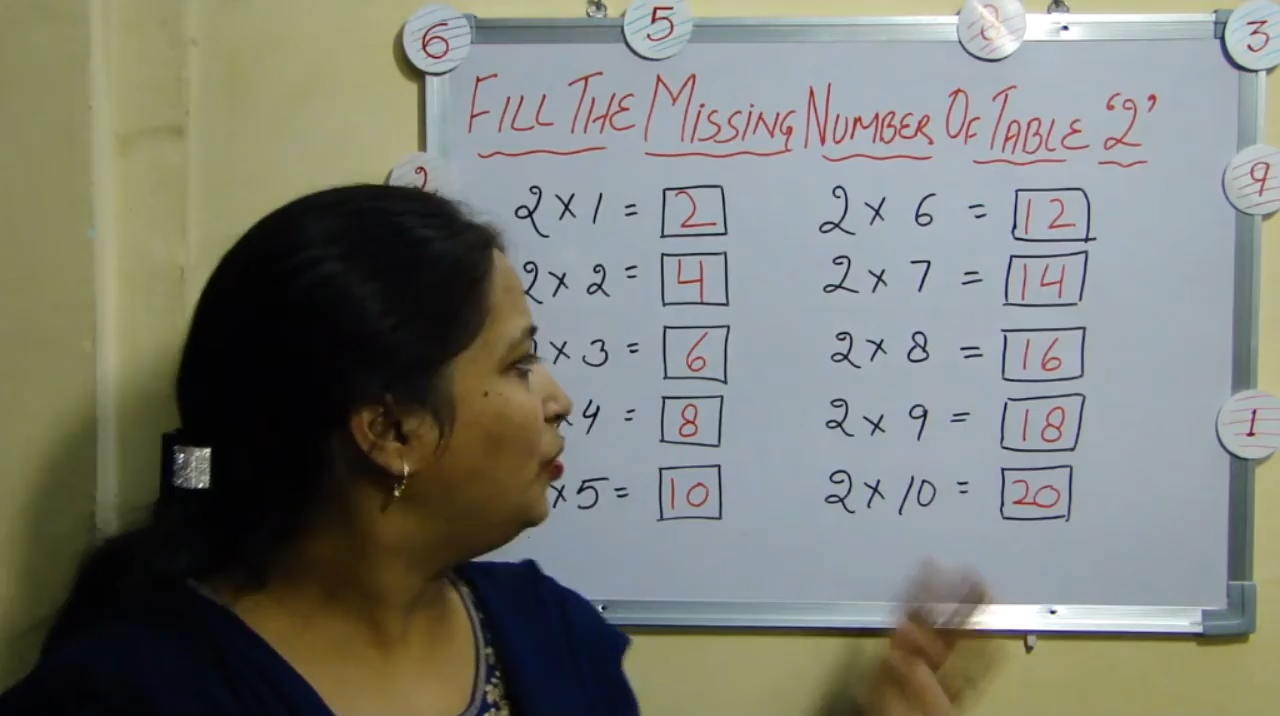 6 5 8 3
FILL THE MISSING NUMBER OF TABLE '2'
2 9
2 × 1 = 2
2 × 2 = 4
× 3 = 6
× 4 = 8
× 5 = 10
2 × 6 = 12
2 × 7 = 14
2 × 8 = 16
2 × 9 = 18
2 × 10 = 20
1